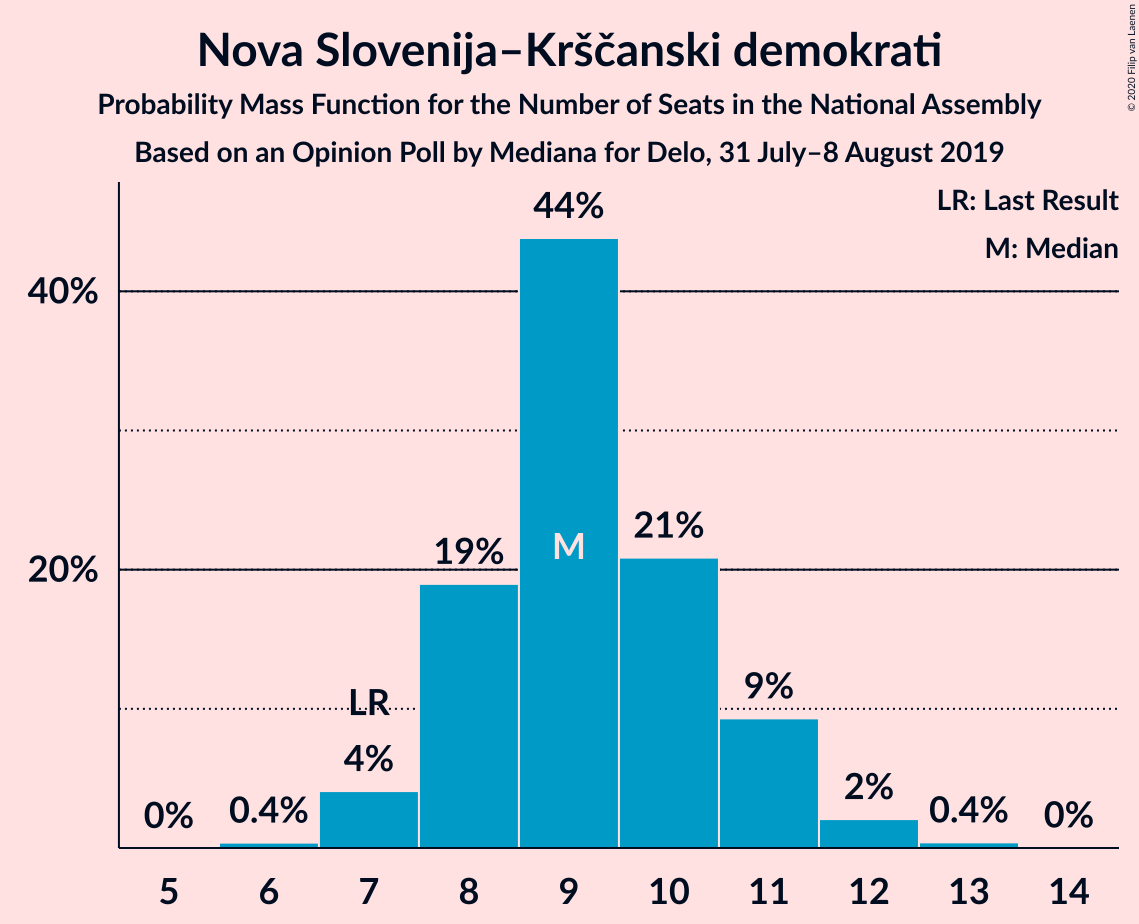 Nova Slovenija–Krščanski demokrati
Probability Mass Function for the Number of Seats in the National Assembly
Based on an Opinion Poll by Mediana for Delo, 31 July–8 August 2019
© 2020 Filip van Laenen
LR: Last Result
M: Median
44%
40%
21%
19%
M
20%
9%
LR
4%
2%
0%
0.4%
0.4%
0%
5 6 7 8 9 10 11 12 13 14